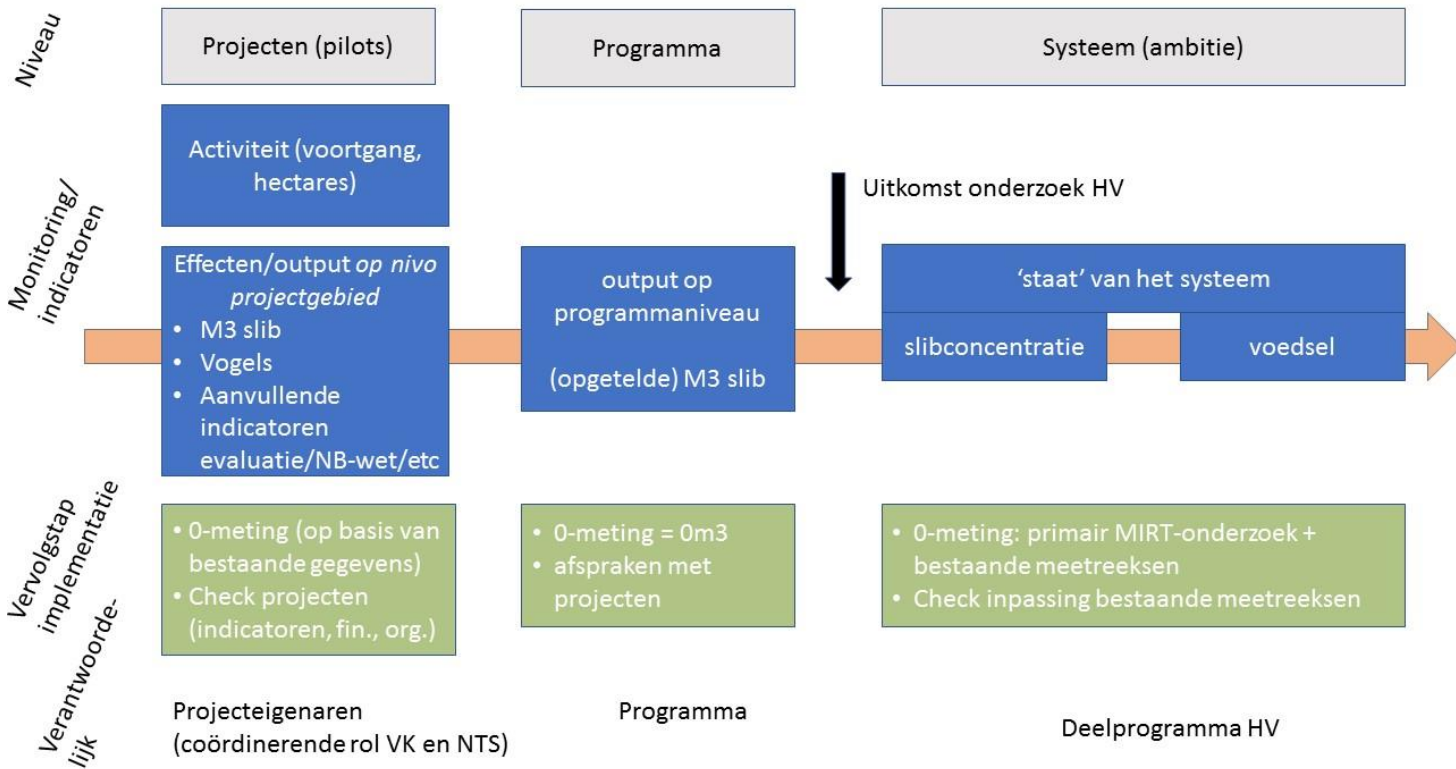 Niveau
Projecten (pilots)
Programma
Systeem (ambitie)
Monitoring/
indicatoren
Activiteit (voortgang,
hectares)
Effecten/output op nivo
projectgebied
• M3 slib
• Vogels
• Aanvullende
indicatoren
evaluatie/NB-wet/etc
output op
programmaniveau
(opgetelde) M3 slib
Uitkomst onderzoek HV
‘staat’ van het systeem
slibconcentratie
voedsel
Vervolgstap
implementatie
• 0-meting (op basis van
bestaande gegevens)
• Check projecten
(indicatoren, fin., org.)
• 0-meting = 0m3
• afspraken met
projecten
• 0-meting: primair MIRT-onderzoek +
bestaande meetreeksen
• Check inpassing bestaande meetreeksen
Verantwoorde-
lijk
Projecteigenaren
(coördinerende rol VK en NTS)
Programma
Deelprogramma HV